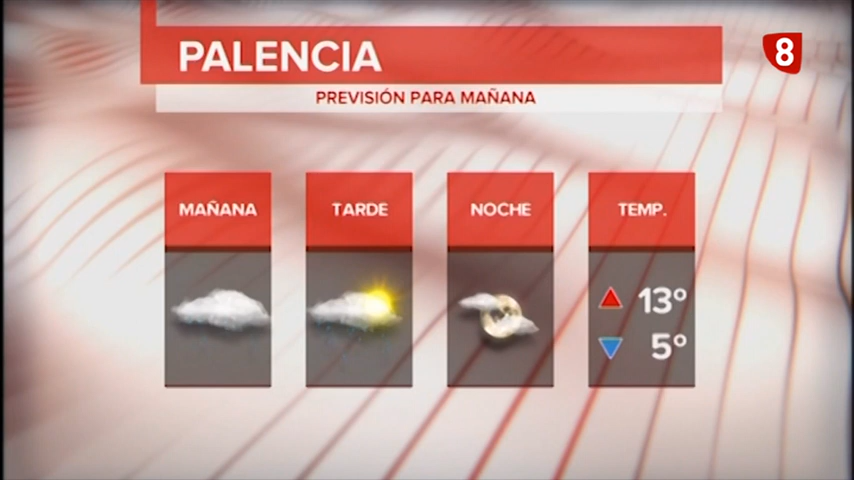 PALENCIA
8
PREVISIÓN PARA MAÑANA
MAÑANA
TARDE
NOCHE
TEMP.
13º
5º